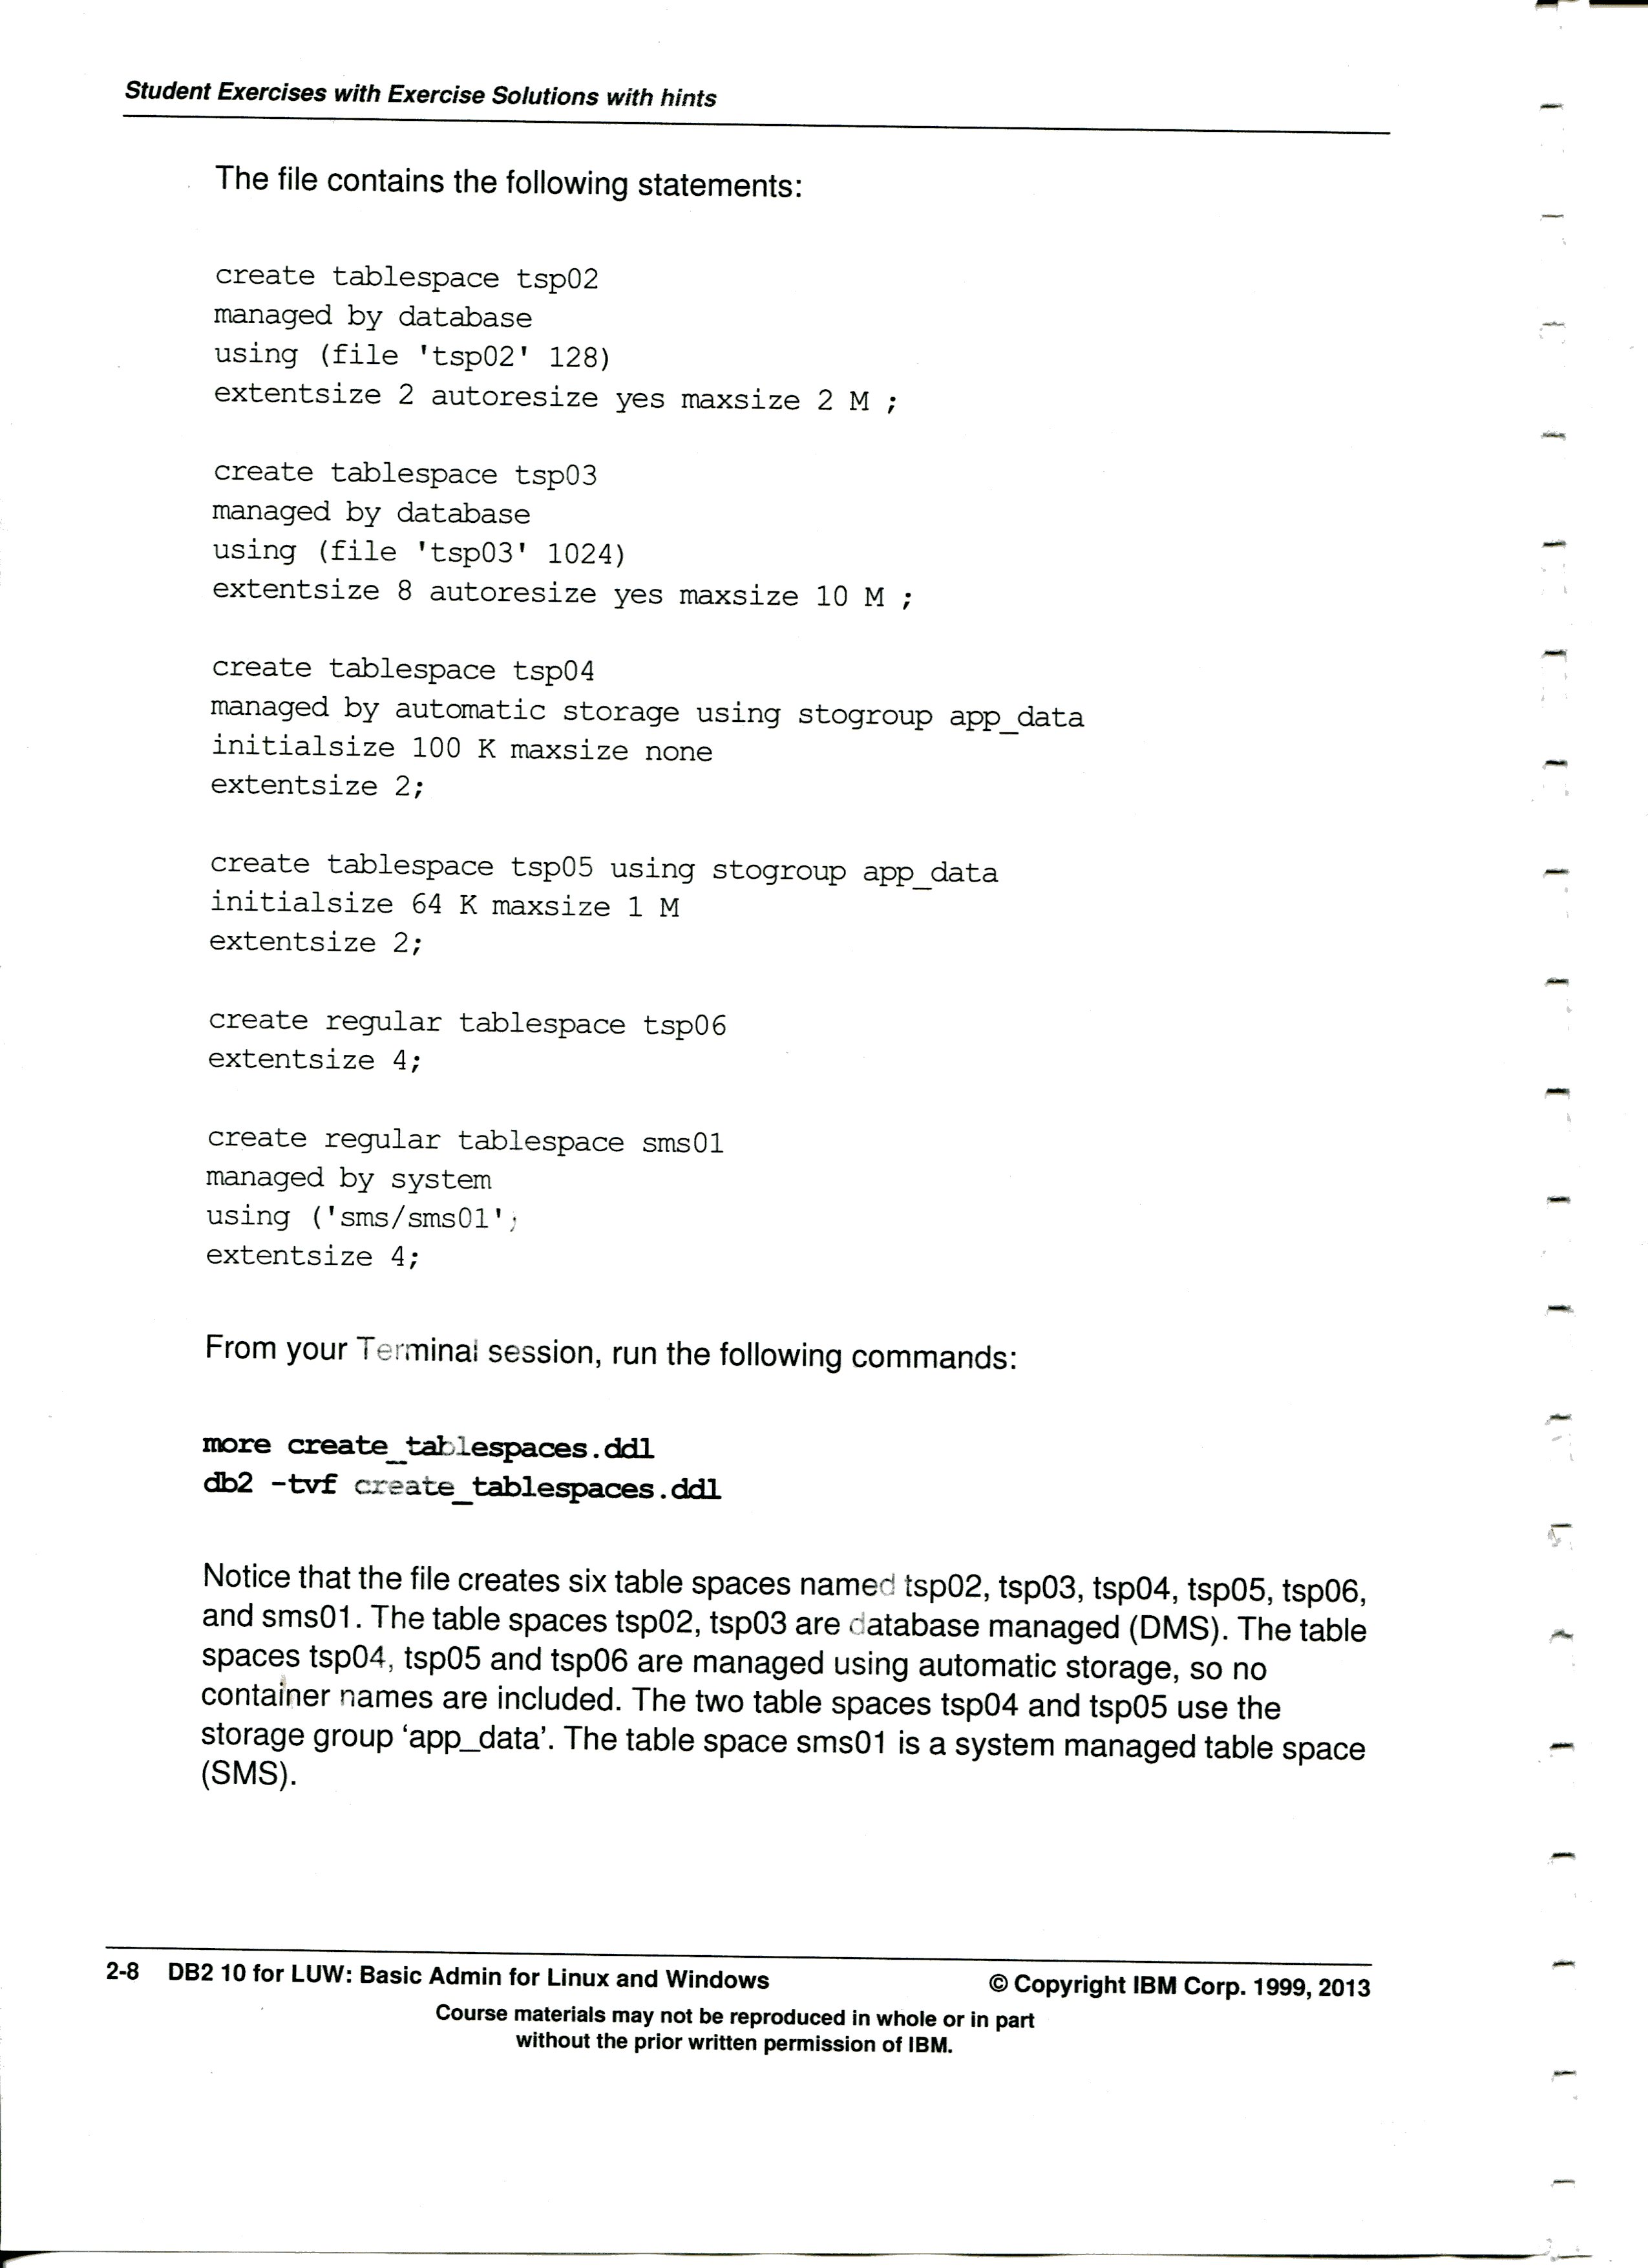 Student Exercises with Exercise Solutions with hints
The file contains the following statements:
create tablespace tsp02
managed by database
using (file 'tsp02' 128)
extentsize 2 autoresize yes maxsize 2 M ;
create tablespace tsp03
managed by database
using (file 'tsp03' 1024)
extentsize 8 autoresize yes maxsize 10 M ;
create tablespace tsp04
managed by automatic storage using stogroup app_data
initialsize 100 K maxsize none
extentsize 2;
create tablespace tsp05 using stogroup app_data
initialsize 64 K maxsize 1 M
extentsize 2;
create regular tablespace tsp06
extentsize 4;
create regular tablespace sms01
managed by system
using ('sms/sms01')
extentsize 4;
From your Terminal session, run the following commands:
more create_tablespaces.ddl
db2 -tvf create_tablespaces.ddl
Notice that the file creates six table spaces named tsp02, tsp03, tsp04, tsp05, tsp06,
and sms01. The table spaces tsp02, tsp03 are database managed (DMS). The table
spaces tsp04, tsp05 and tsp06 are managed using automatic storage, so no
container names are included. The two table spaces tsp04 and tsp05 use the
storage group ‘app_data’. The table space sms01 is a system managed table space
(SMS).
2-8 DB2 10 for LUW: Basic Admin for Linux and Windows © Copyright IBM Corp. 1999, 2013
Course materials may not be reproduced in whole or in part
without the prior written permission of IBM.